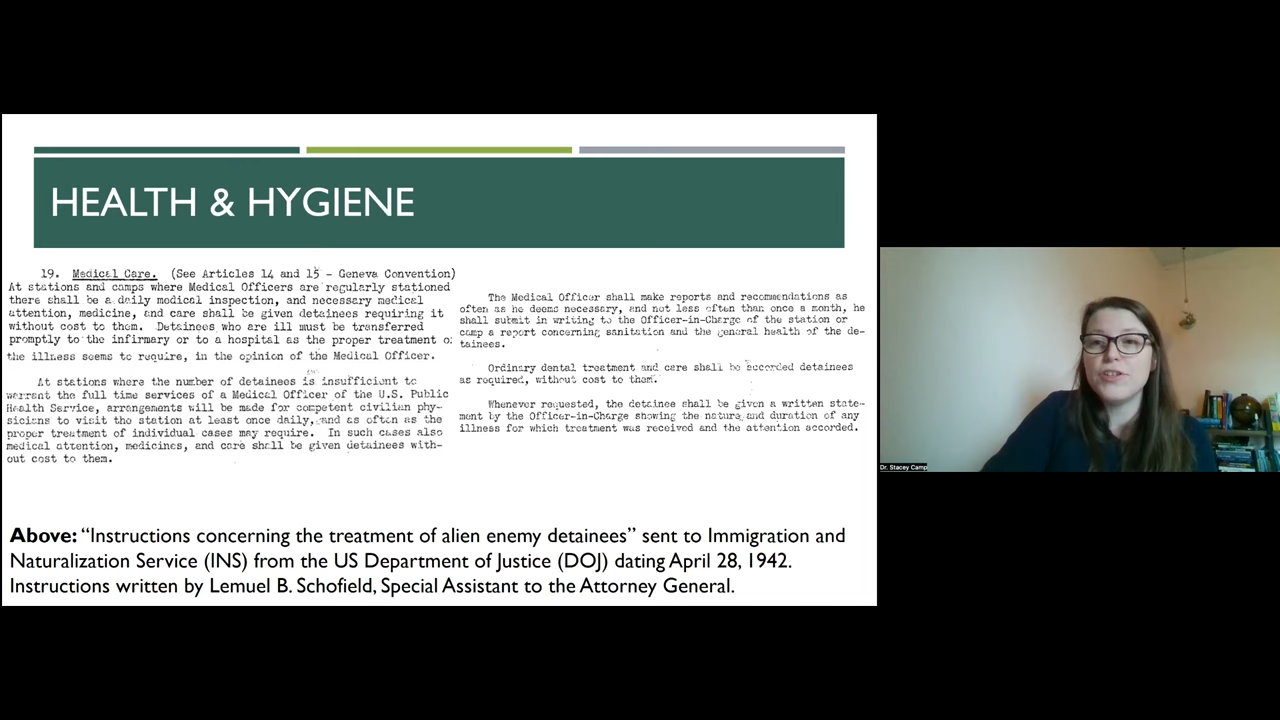 HEALTH & HYGIENE
19. Medical Care. (See Articles 14 and 15 - Geneva Convention)
At stations and camps where Medical Officers are regularly stationed
there shall be a daily medical inspection, and necessary medical
attention, medicine, and care shall be given detainees requiring it
without cost to them. Detainees who are ill must be transferred
promptly to the infirmary or to a hospital as the proper treatment of
the illness seems to require, in the opinion of the Medical Officer.
At stations where the number of detainees is insufficient to
warrant the full time services of a Medical Officer of the U.S. Public
Health Service, arrangements will be made for competent civilian phy-
sicians to visit the station at least once daily, and as often as the
proper treatment of individual cases may require. In such cases also
medical attention, medicines, and care shall be given detainees with-
out cost to them.
The Medical Officer shall make reports and recommendations as
often as he deems necessary, and not less often than once a month, he
shall submit in writing to the Officer-in-Charge of the station or
camp a report concerning sanitation and the general health of the de-
tainees.
Ordinary dental treatment and care shall be accorded detainees
as required, without cost to them.
Whenever requested, the detainee shall be given a written state-
ment by the Officer-in-Charge showing the nature and duration of any
illness for which treatment was received and the attention accorded.
Above: “Instructions concerning the treatment of alien enemy detainees” sent to Immigration and
Naturalization Service (INS) from the US Department of Justice (DOJ) dating April 28, 1942.
Instructions written by Lemuel B. Schofield, Special Assistant to the Attorney General.
Dr. Stacey Camp